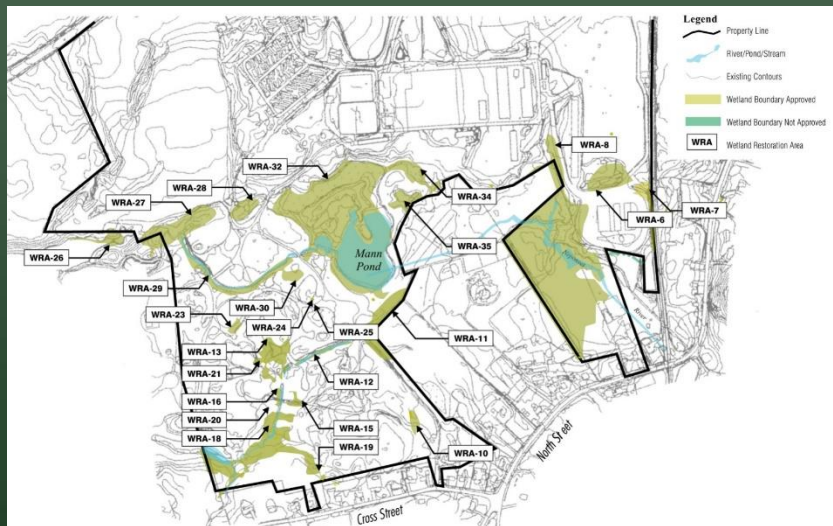 Legend
Property Line
River/Pond/Stream
Existing Contours
Wetland Boundary Approved
Wetland Boundary Not Approved
WRA
Wetland Restoration Area
WRA-8
WRA-32
WRA-28
WRA-27
WRA-34
WRA-6
WRA-7
WRA-35
WRA-26
Mann
Pond
WRA-29
WRA-30
WRA-23
WRA-24
WRA-25
WRA-11
WRA-13
WRA-21
WRA-12
WRA-16
WRA-20
WRA-15
WRA-18
WRA-19
WRA-10
North Street
Cross Street